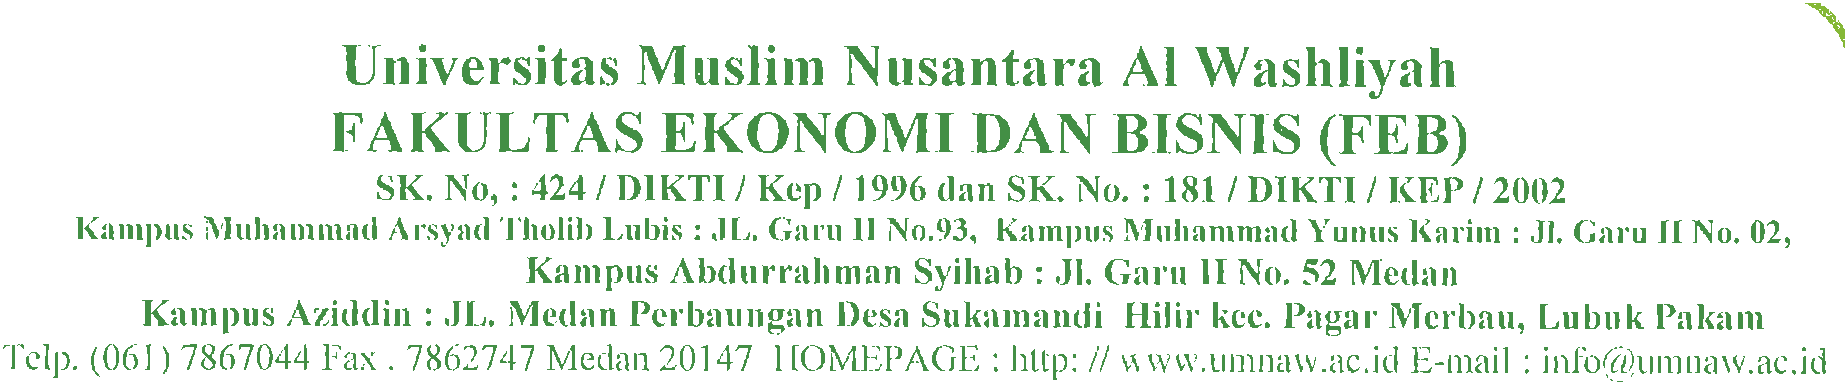 Universitas Muslim Nusantara Al Washliyah
FAKULTAS EKONOMI DAN BISNIS (FEB)
SK. No, : 424 / DIKTI / Kep / 1996 dan SK. No. : 181 / DIKTI / KEP / 2002
Kampus Muhammad Arsyad Tholib Lubis : JL. Garu II No.93, Kampus Muhammad Yunus Karim : Jl. Garu II No. 02,
Kampus Abdurrahman Syihab : Jl. Garu II No. 52 Medan
Kampus Aziddin : JL. Medan Perbaungan Desa Sukamandi Hilir kec. Pagar Merbau, Lubuk Pakam
Telp. (061) 7867044 Fax . 7862747 Medan 20147 HOMEPAGE : http: // www.umnaw.ac.id E-mail : info@umnaw.ac.id